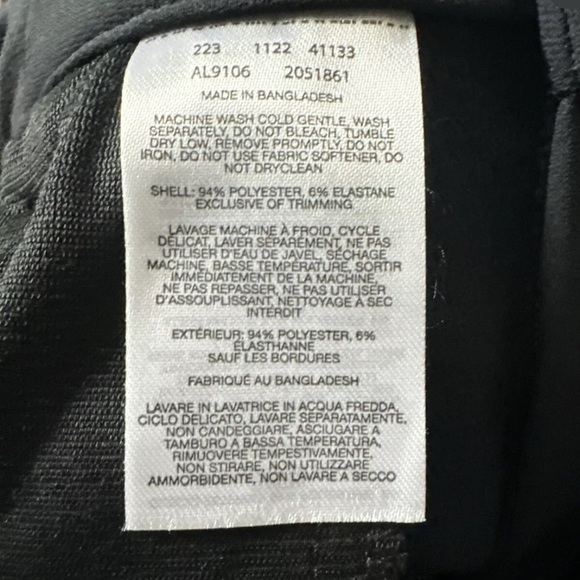 223 1122 41133
AL9106 2051861
MADE IN BANGLADESH
MACHINE WASH COLD GENTLE, WASH
SEPARATELY, DO NOT BLEACH, TUMBLE
DRY LOW, REMOVE PROMPTLY, DO NOT
IRON, DO NOT USE FABRIC SOFTENER, DO
NOT DRYCLEAN
SHELL: 94% POLYESTER, 6% ELASTANE
EXCLUSIVE OF TRIMMING
LAVAGE MACHINE À FROID, CYCLE
DÉLICAT, LAVER SÉPARÉMENT, NE PAS
UTILISER D'EAU DE JAVEL, SÉCHAGE
MACHINE, BASSE TEMPÉRATURE, SORTIR
IMMÉDIATEMENT DE LA MACHINE,
NE PAS REPASSER, NE PAS UTILISER
D'ASSOUPLISSANT, NETTOYAGE À SEC
INTERDIT
EXTÉRIEUR: 94% POLYESTER, 6%
ÉLASTHANNE
SAUF LES BORDURES
FABRIQUÉ AU BANGLADESH
LAVARE IN LAVATRICE IN ACQUA FREDDA,
CICLO DELICATO, LAVARE SEPARATAMENTE,
NON CANDEGGIARE, ASCIUGARE A
TAMBURO A BASSA TEMPERATURA,
RIMUOVERE TEMPESTIVAMENTE,
NON STIRARE, NON UTILIZZARE
AMMORBIDENTE, NON LAVARE A SECCO